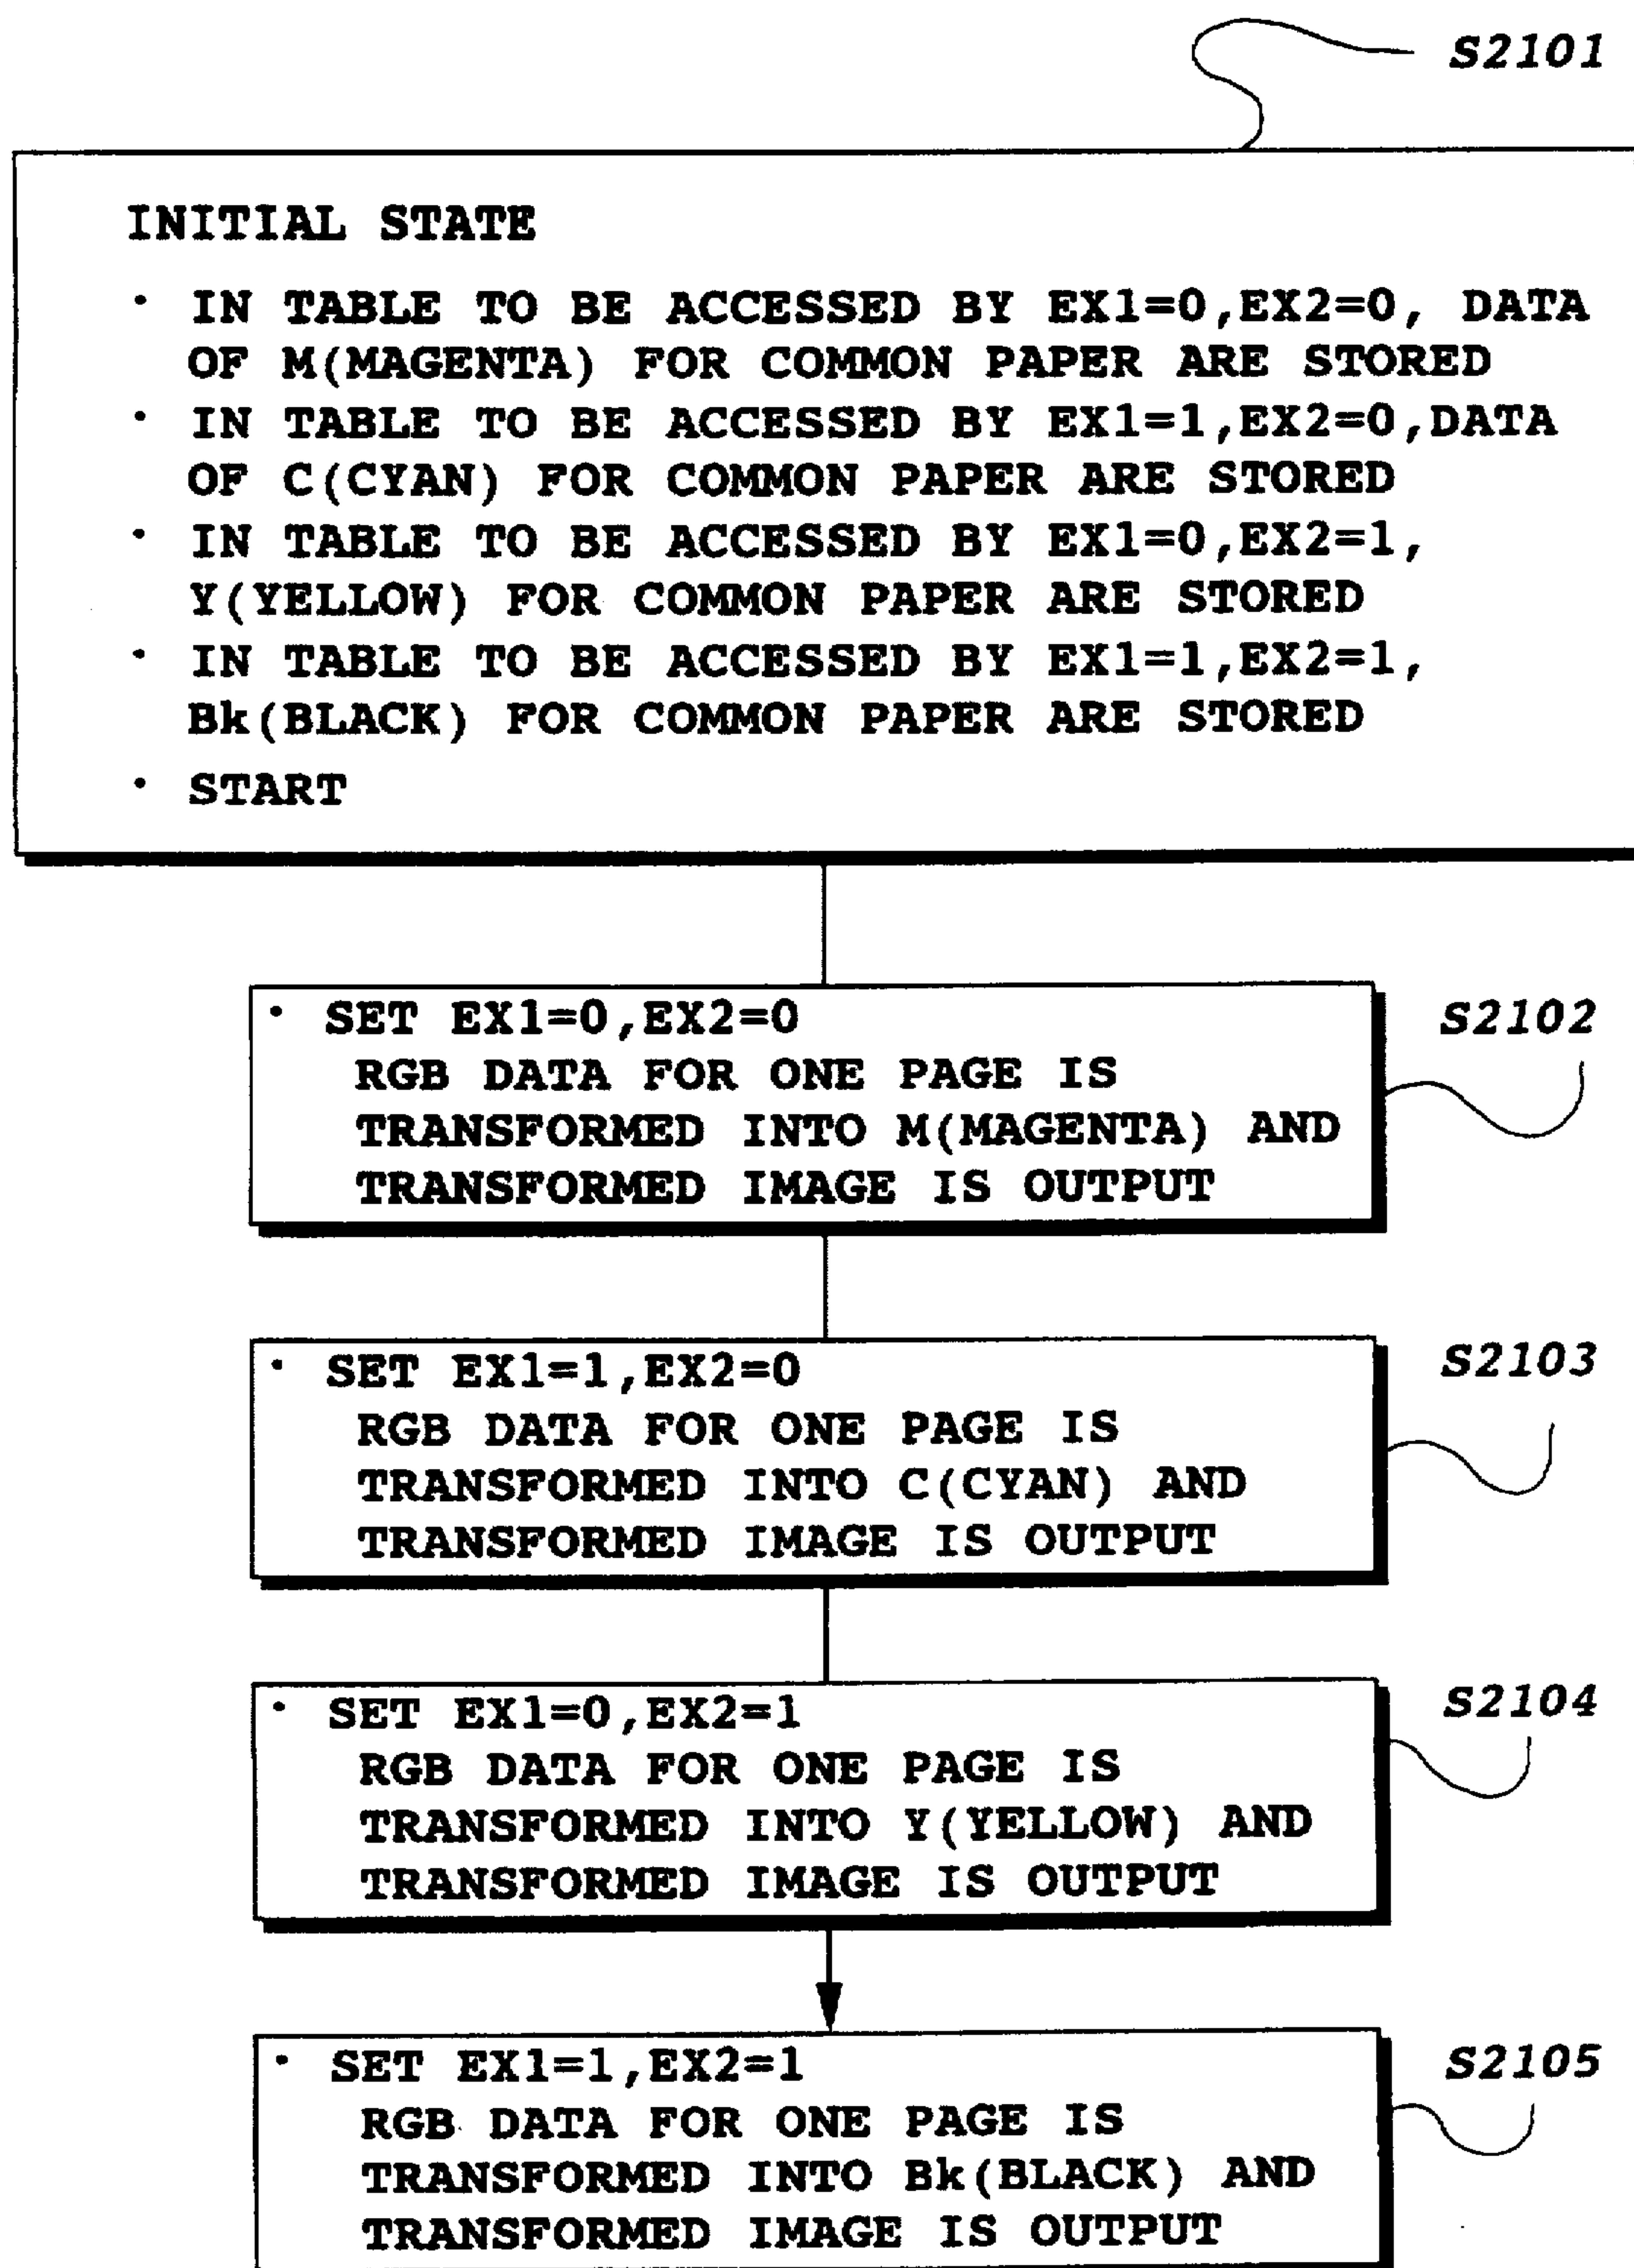 S2101
INITIAL STATE
· IN TABLE TO BE ACCESSED BY EX1=0,EX2=0, DATA
OF M(MAGENTA) FOR COMMON PAPER ARE STORED
· IN TABLE TO BE ACCESSED BY EX1=1,EX2=0,DATA
OF C(CYAN) FOR COMMON PAPER ARE STORED
· IN TABLE TO BE ACCESSED BY EX1=0,EX2=1,
Y(YELLOW) FOR COMMON PAPER ARE STORED
· IN TABLE TO BE ACCESSED BY EX1=1,EX2=1,
Bk(BLACK) FOR COMMON PAPER ARE STORED
· START
· SET EX1=0,EX2=0
S2102
RGB DATA FOR ONE PAGE IS
TRANSFORMED INTO M(MAGENTA) AND
TRANSFORMED IMAGE IS OUTPUT
· SET EX1=1,EX2=0
S2103
RGB DATA FOR ONE PAGE IS
TRANSFORMED INTO C(CYAN) AND
TRANSFORMED IMAGE IS OUTPUT
· SET EX1=0,EX2=1
S2104
RGB DATA FOR ONE PAGE IS
TRANSFORMED INTO Y(YELLOW) AND
TRANSFORMED IMAGE IS OUTPUT
· SET EX1=1,EX2=1
S2105
RGB DATA FOR ONE PAGE IS
TRANSFORMED INTO Bk(BLACK) AND
TRANSFORMED IMAGE IS OUTPUT